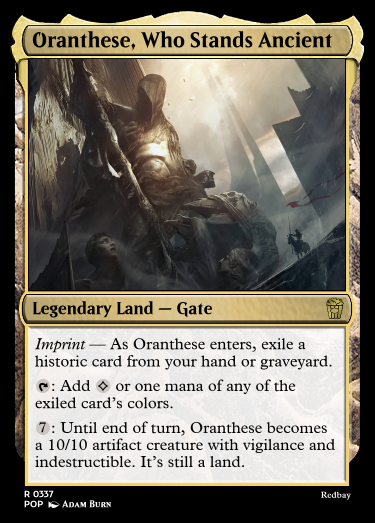 Oranthese, Who Stands Ancient
Legendary Land — Gate
Imprint — As Oranthese enters, exile a
historic card from your hand or graveyard.
: Add or one mana of any of the
exiled card's colors.
7: Until end of turn, Oranthese becomes
a 10/10 artifact creature with vigilance and
indestructible. It's still a land.
R 0337
Redbay
POP Adam Burn